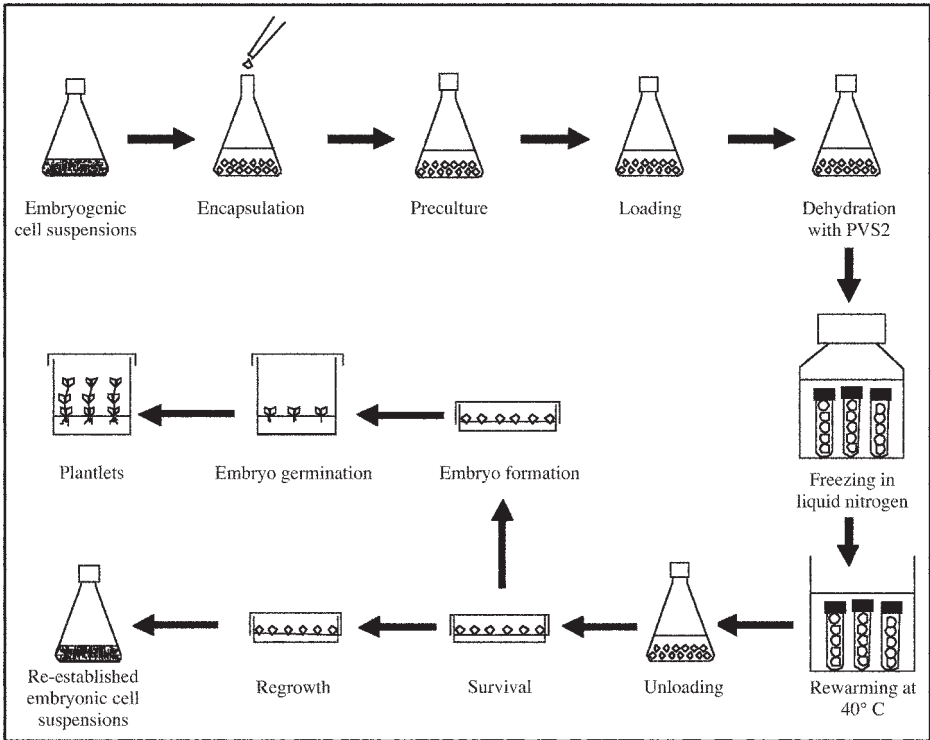 Embryogenic
cell suspensions
Encapsulation
Preculture
Loading
Dehydration
with PVS2
Freezing in
liquid nitrogen
Plantlets
Embryo germination
Embryo formation
Re-established
embryonic cell
suspensions
Regrowth
Survival
Unloading
Rewarming at
40° C